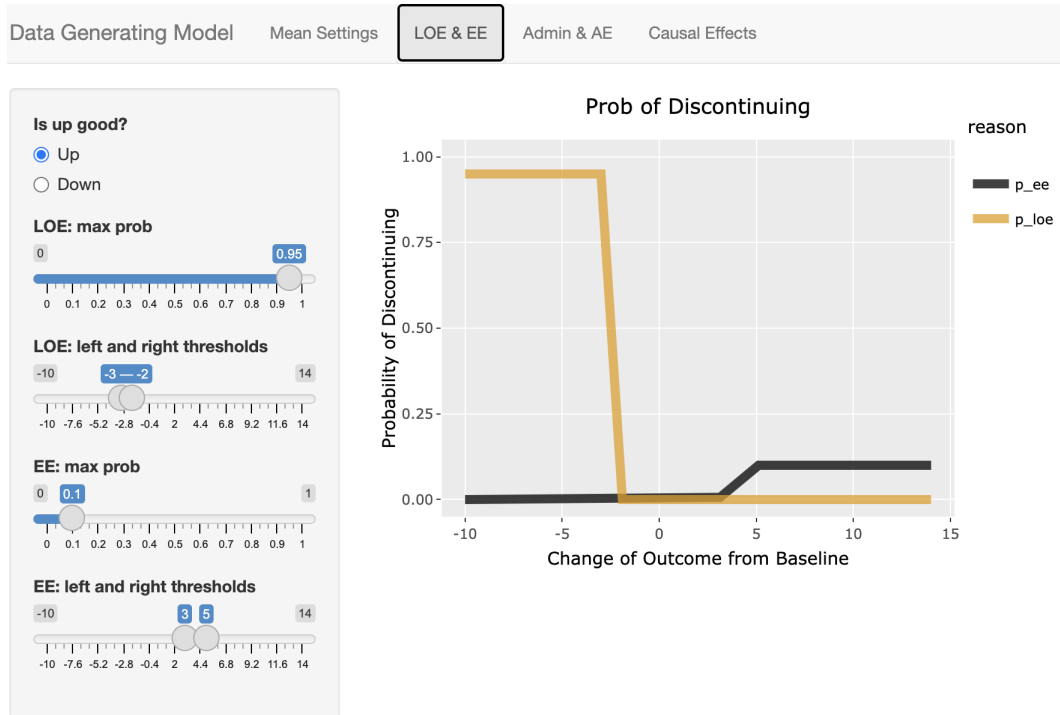 Data Generating Model Mean Settings LOE & EE Admin & AE Causal Effects
Is up good?
Up
Down
LOE: max prob
0 0.95
0 0.1 0.2 0.3 0.4 0.5 0.6 0.7 0.8 0.9 1
LOE: left and right thresholds
-10 -3 — -2 14
-10 -7.6 -5.2 -2.8 -0.4 2 4.4 6.8 9.2 11.6 14
EE: max prob
0 0.1 1
0 0.1 0.2 0.3 0.4 0.5 0.6 0.7 0.8 0.9 1
EE: left and right thresholds
-10 3 5 14
-10 -7.6 -5.2 -2.8 -0.4 2 4.4 6.8 9.2 11.6 14
Prob of Discontinuing
Probability of Discontinuing
1.00
0.75
0.50
0.25
0.00
-10 -5 0 5 10 15
Change of Outcome from Baseline
reason
p_ee
p_loe